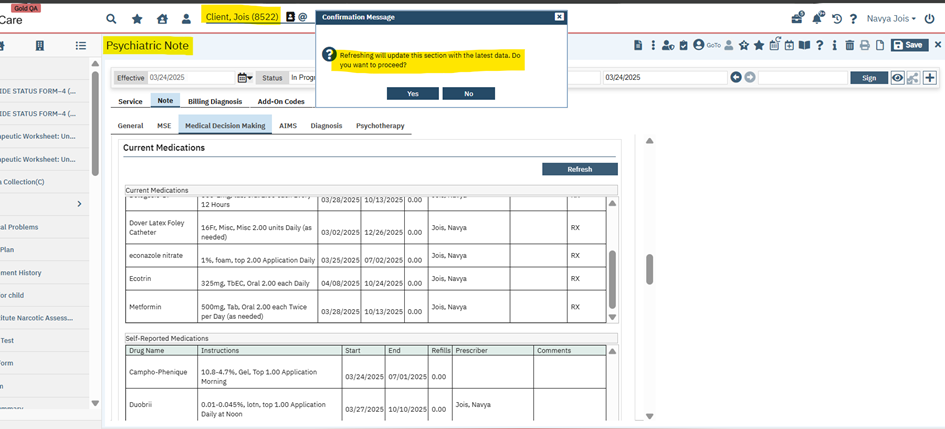 Gold QA
Care
Client, Jois (8522)
@
Navya Jois
Confirmation Message
Refreshing will update this section with the latest data. Do
you want to proceed?
Yes No
Psychiatric Note
GoTo
Save
Effective 03/24/2025 Status In Progr 03/24/2025 Sign
Service Note Billing Diagnosis Add-On Codes
General MSE Medical Decision Making AIMS Diagnosis Psychotherapy
IDE STATUS FORM-4 (...
IDE STATUS FORM-4 (...
apeutic Worksheet: Un...
apeutic Worksheet: Un...
a Collection(C)
al Problems
Plan
ment History
or child
itute Narcotic Assess...
Test
orm
Current Medications
Refresh
Current Medications
12 Hours 03/28/2025 10/13/2025 0.00
Dover Latex Foley Catheter 16Fr, Misc, Misc 2.00 units Daily (as needed) 03/02/2025 12/26/2025 0.00 Jois, Navya RX
econazole nitrate 1%, foam, top 2.00 Application Daily 03/25/2025 07/02/2025 0.00 Jois, Navya RX
Ecotrin 325mg, TbEC, Oral 2.00 each Daily 04/08/2025 10/24/2025 0.00 Jois, Navya RX
Metformin 500mg, Tab, Oral 2.00 each Twice per Day (as needed) 03/28/2025 10/13/2025 0.00 Jois, Navya RX
Self-Reported Medications
Drug Name Instructions Start End Refills Prescriber Comments
Campho-Phenique 10.8-4.7%, Gel, Top 1.00 Application Morning 03/24/2025 07/01/2025 0.00
Duobrii 0.01-0.045%, lotn, top 1.00 Application Daily at Noon 03/27/2025 10/10/2025 0.00 Jois, Navya